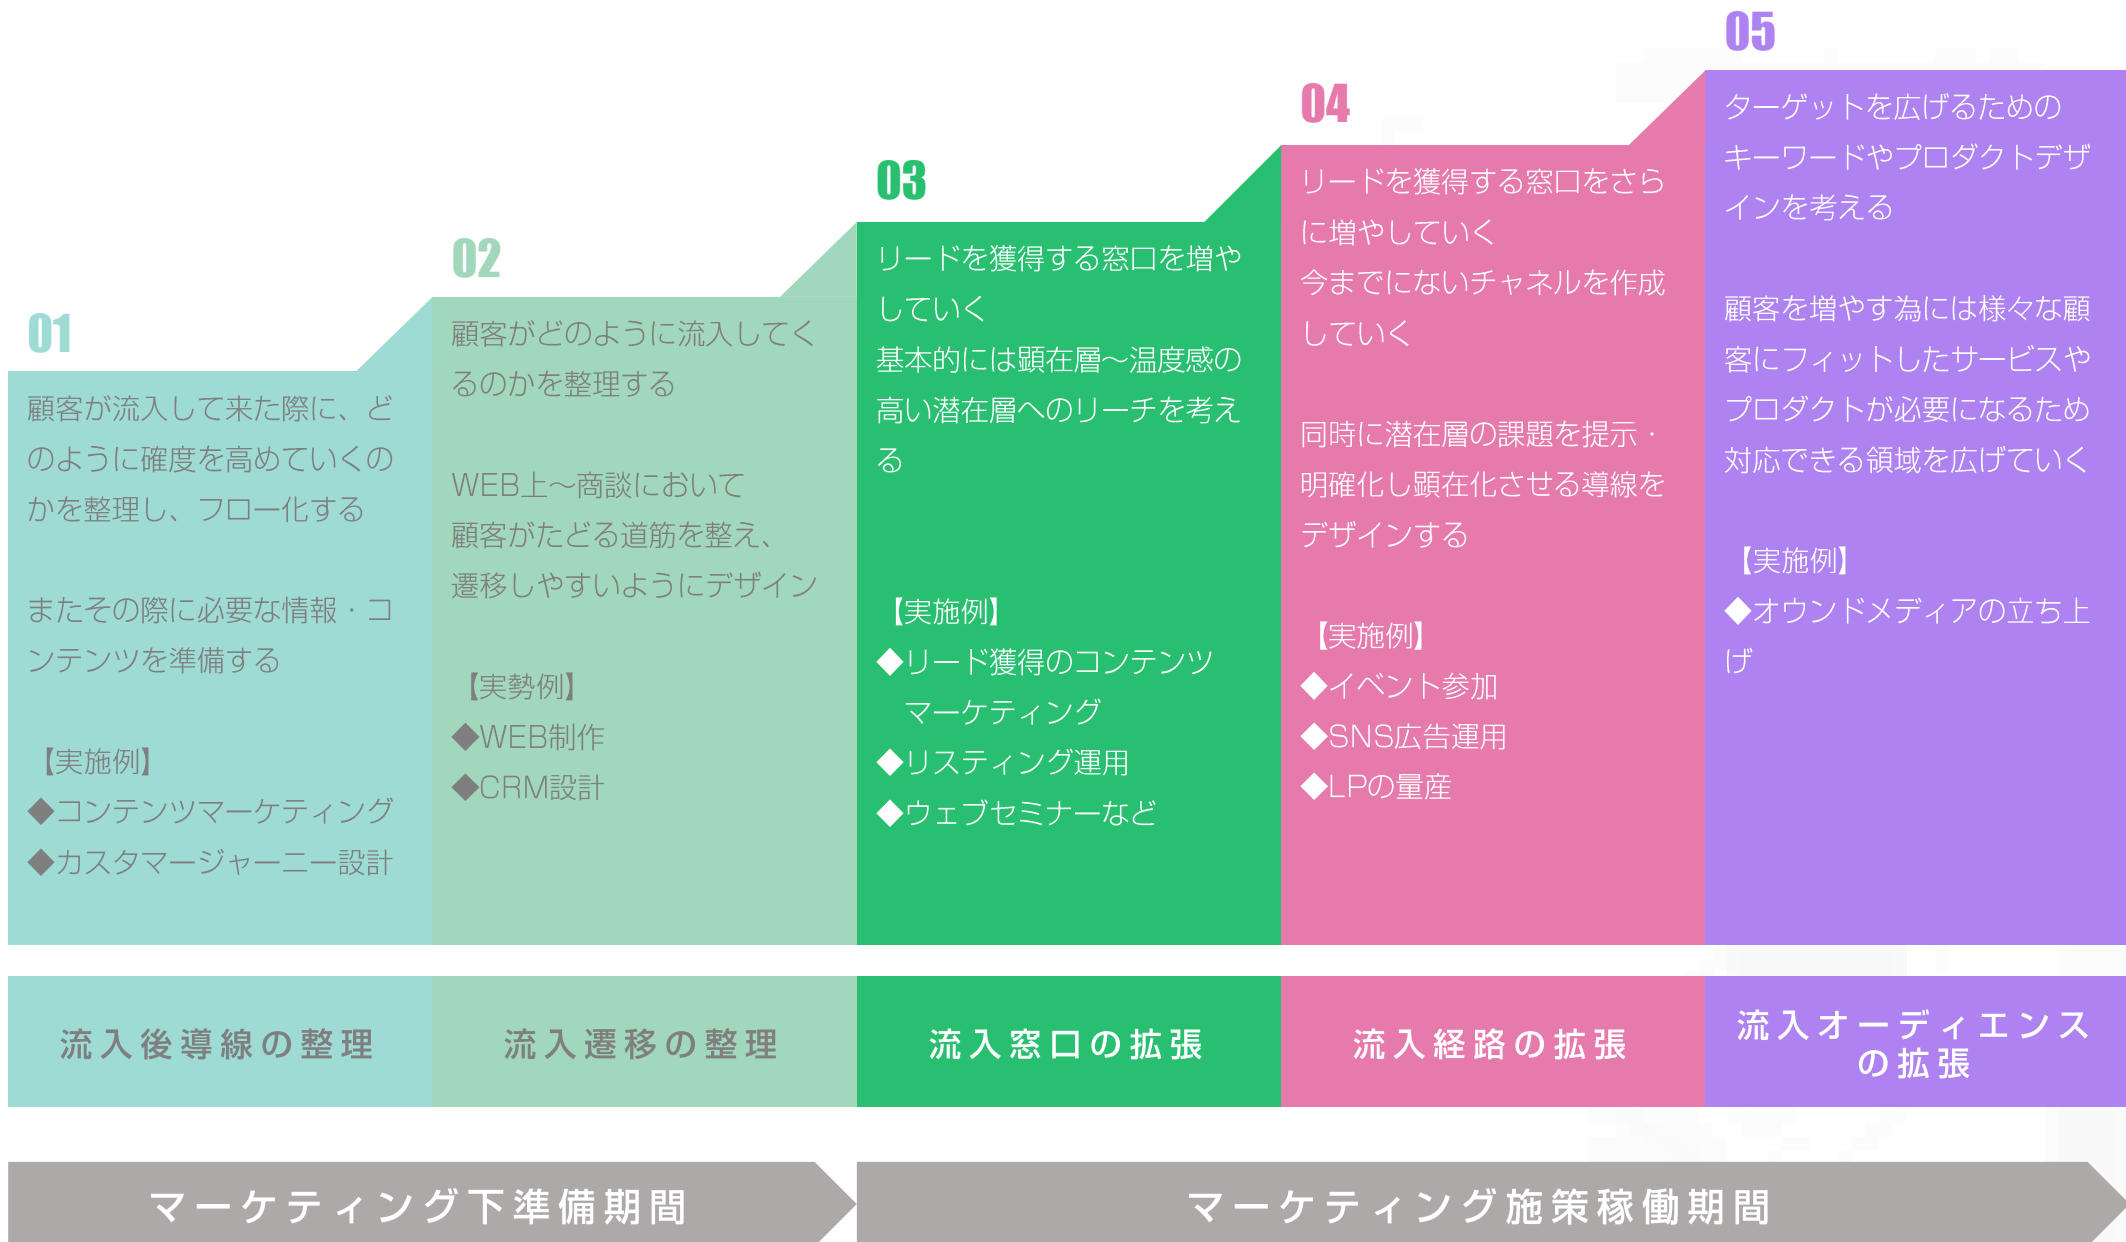 01
顧客が流入して来た際に、ど
のように確度を高めていくの
かを整理し、フロー化する
またその際に必要な情報・コ
ンテンツを準備する
【実施例】
◆コンテンツマーケティング
◆カスタマージャーニー設計
流入後導線の整理
02
顧客がどのように流入してく
るのかを整理する
WEB上〜商談において
顧客がたどる道筋を整え、
遷移しやすいようにデザイン
【実勢例】
◆WEB制作
◆CRM設計
流入遷移の整理
03
リードを獲得する窓口を増や
していく
基本的には顕在層〜温度感の
高い潜在層へのリーチを考え
る
【実施例】
◆リード獲得のコンテンツ
マーケティング
◆リスティング運用
◆ウェブセミナーなど
流入窓口の拡張
04
リードを獲得する窓口をさら
に増やしていく
今までにないチャネルを作成
していく
同時に潜在層の課題を提示・
明確化し顕在化させる導線を
デザインする
【実施例】
◆イベント参加
◆SNS広告運用
◆LPの量産
流入経路の拡張
05
ターゲットを広げるための
キーワードやプロダクトデザ
インを考える
顧客を増やす為には様々な顧
客にフィットしたサービスや
プロダクトが必要になるため
対応できる領域を広げていく
【実施例】
◆オウンドメディアの立ち上
げ
流入オーディエンス
の拡張
マーケティング下準備期間
マーケティング施策稼働期間